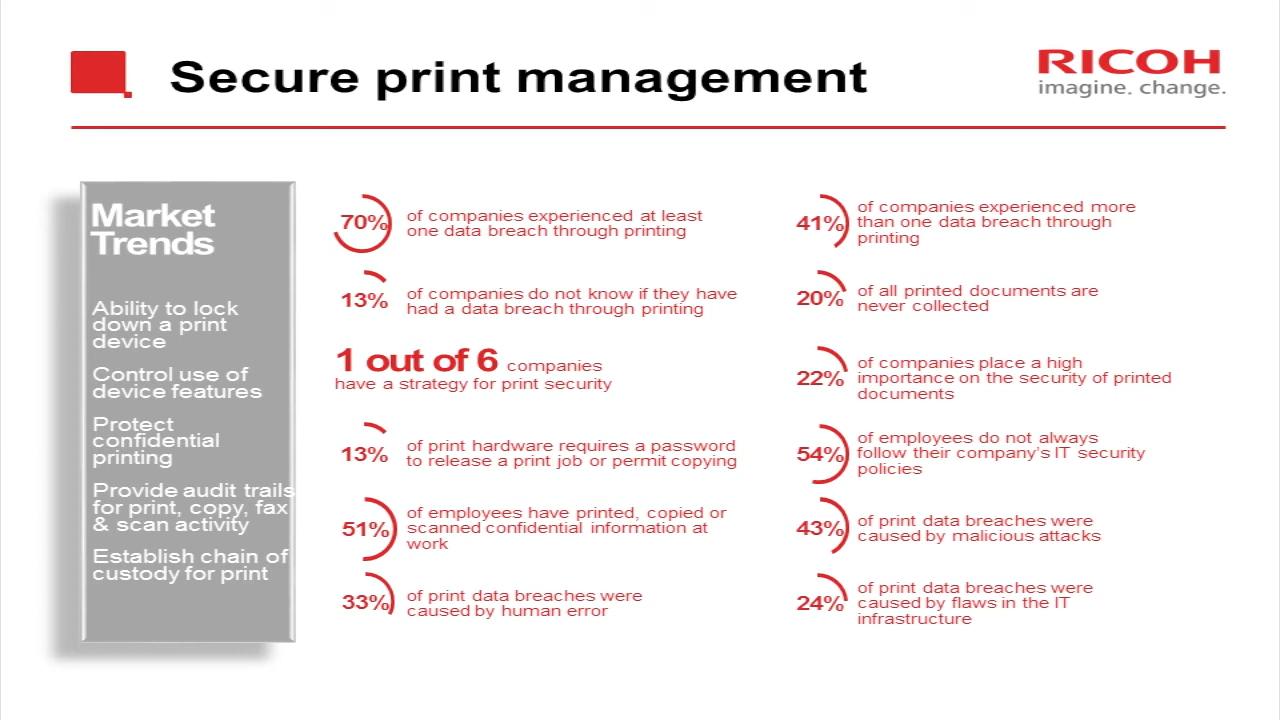 Secure print management
RICOH
imagine. change.
Market
Trends
Ability to lock
down a print
device
Control use of
device features
Protect
confidential
printing
Provide audit trails
for print, copy, fax
& scan activity
Establish chain of
custody for print
70%
of companies experienced at least
one data breach through printing
13%
of companies do not know if they have
had a data breach through printing
1 out of 6 companies
have a strategy for print security
13%
of print hardware requires a password
to release a print job or permit copying
51%
of employees have printed, copied or
scanned confidential information at
work
33%
of print data breaches were
caused by human error
41%
of companies experienced more
than one data breach through
printing
20%
of all printed documents are
never collected
22%
of companies place a high
importance on the security of printed
documents
54%
of employees do not always
follow their company's IT security
policies
43%
of print data breaches were
caused by malicious attacks
24%
of print data breaches were
caused by flaws in the IT
infrastructure